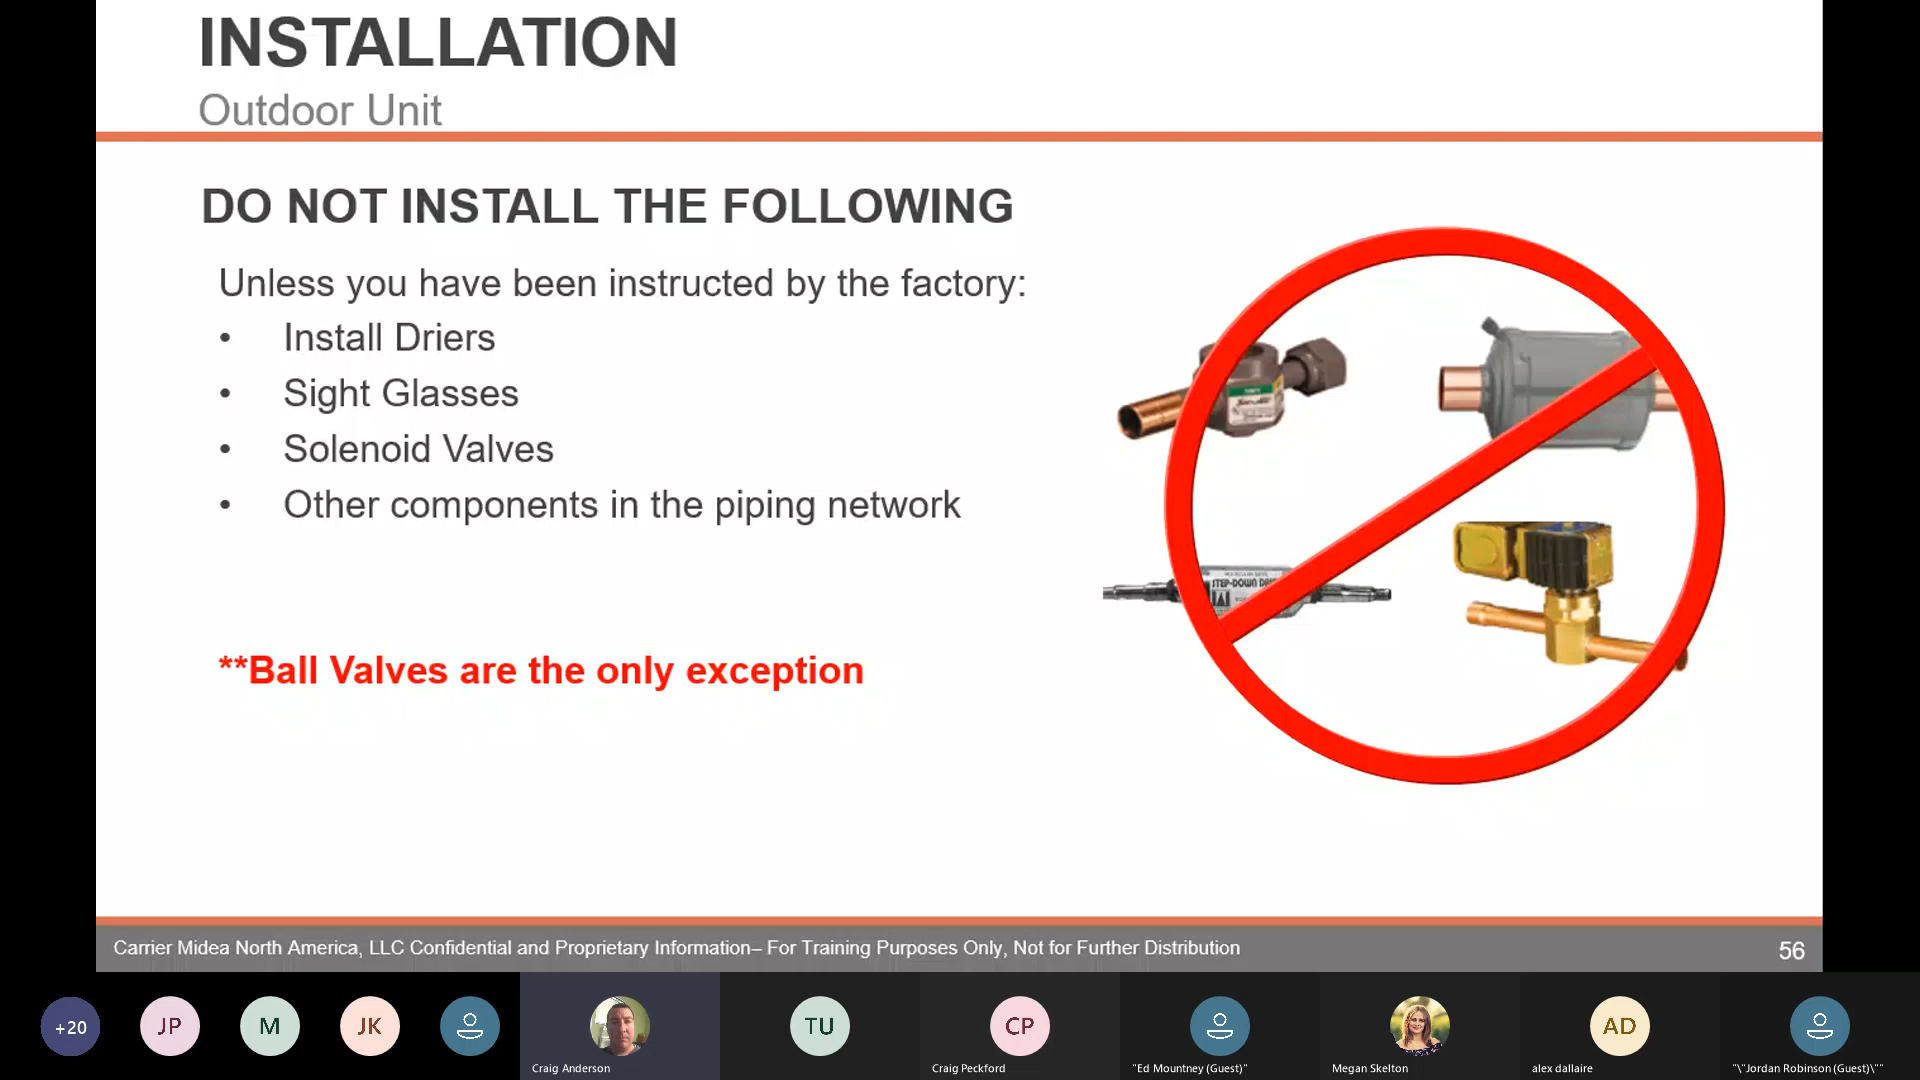 INSTALLATION
Outdoor Unit
DO NOT INSTALL THE FOLLOWING
Unless you have been instructed by the factory:
• Install Driers
• Sight Glasses
• Solenoid Valves
• Other components in the piping network
STEP-DOWN
**Ball Valves are the only exception
Carrier Midea North America, LLC Confidential and Proprietary Information– For Training Purposes Only, Not for Further Distribution
56
+20
JP
M
JK
TU
CP
AD
Craig Anderson
Craig Peckford
"Ed Mountney (Guest)"
Megan Skelton
alex dallaire
"\"Jordan Robinson (Guest)\""